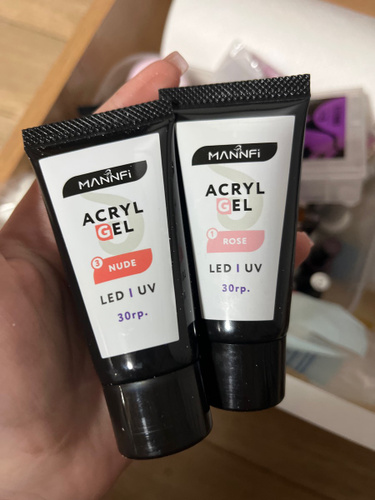 MANNFi
ACRYL
GEL
3 NUDE
LED | UV
30гр.
MANNFi
ACRYL
GEL
1 ROSE
LED | UV
30гр.